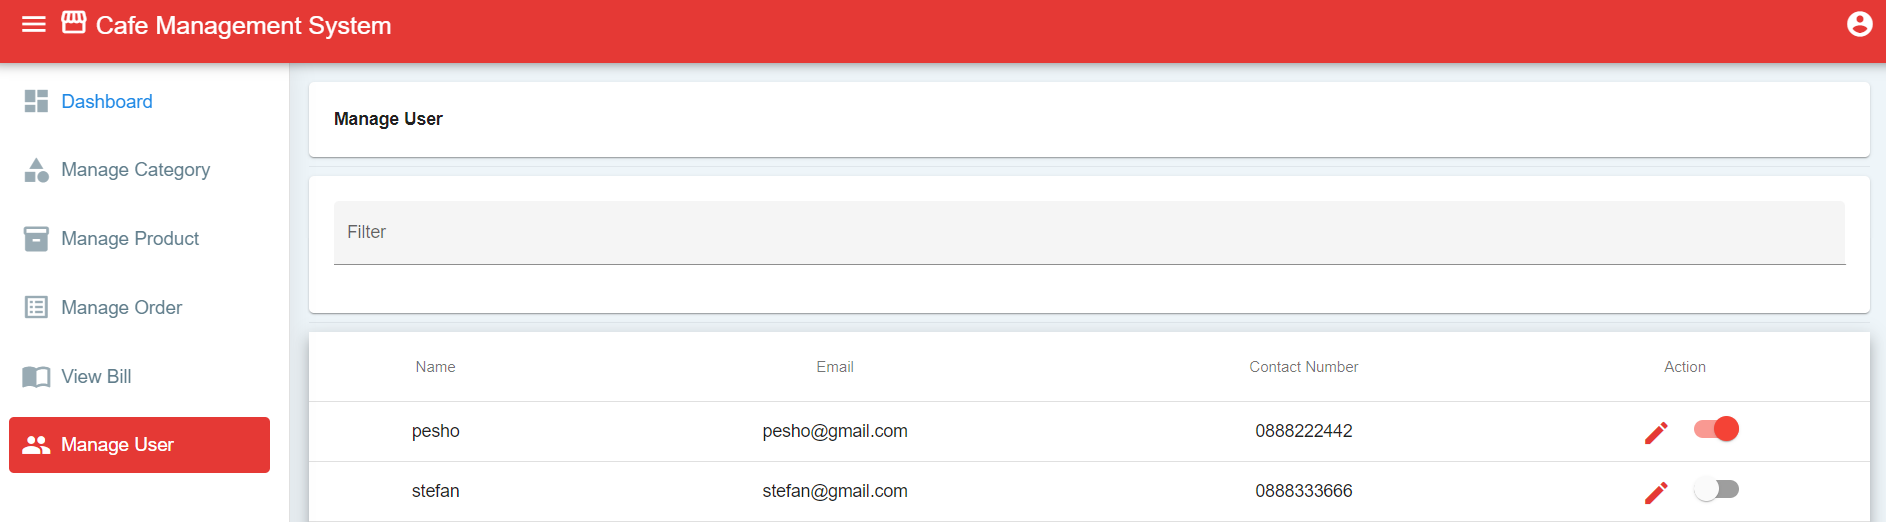 Cafe Management System
Dashboard
Manage Category
Manage Product
Manage Order
View Bill
Manage User
Manage User
Filter
Name Email Contact Number Action
pesho pesho@gmail.com 0888222442
stefan stefan@gmail.com 0888333666